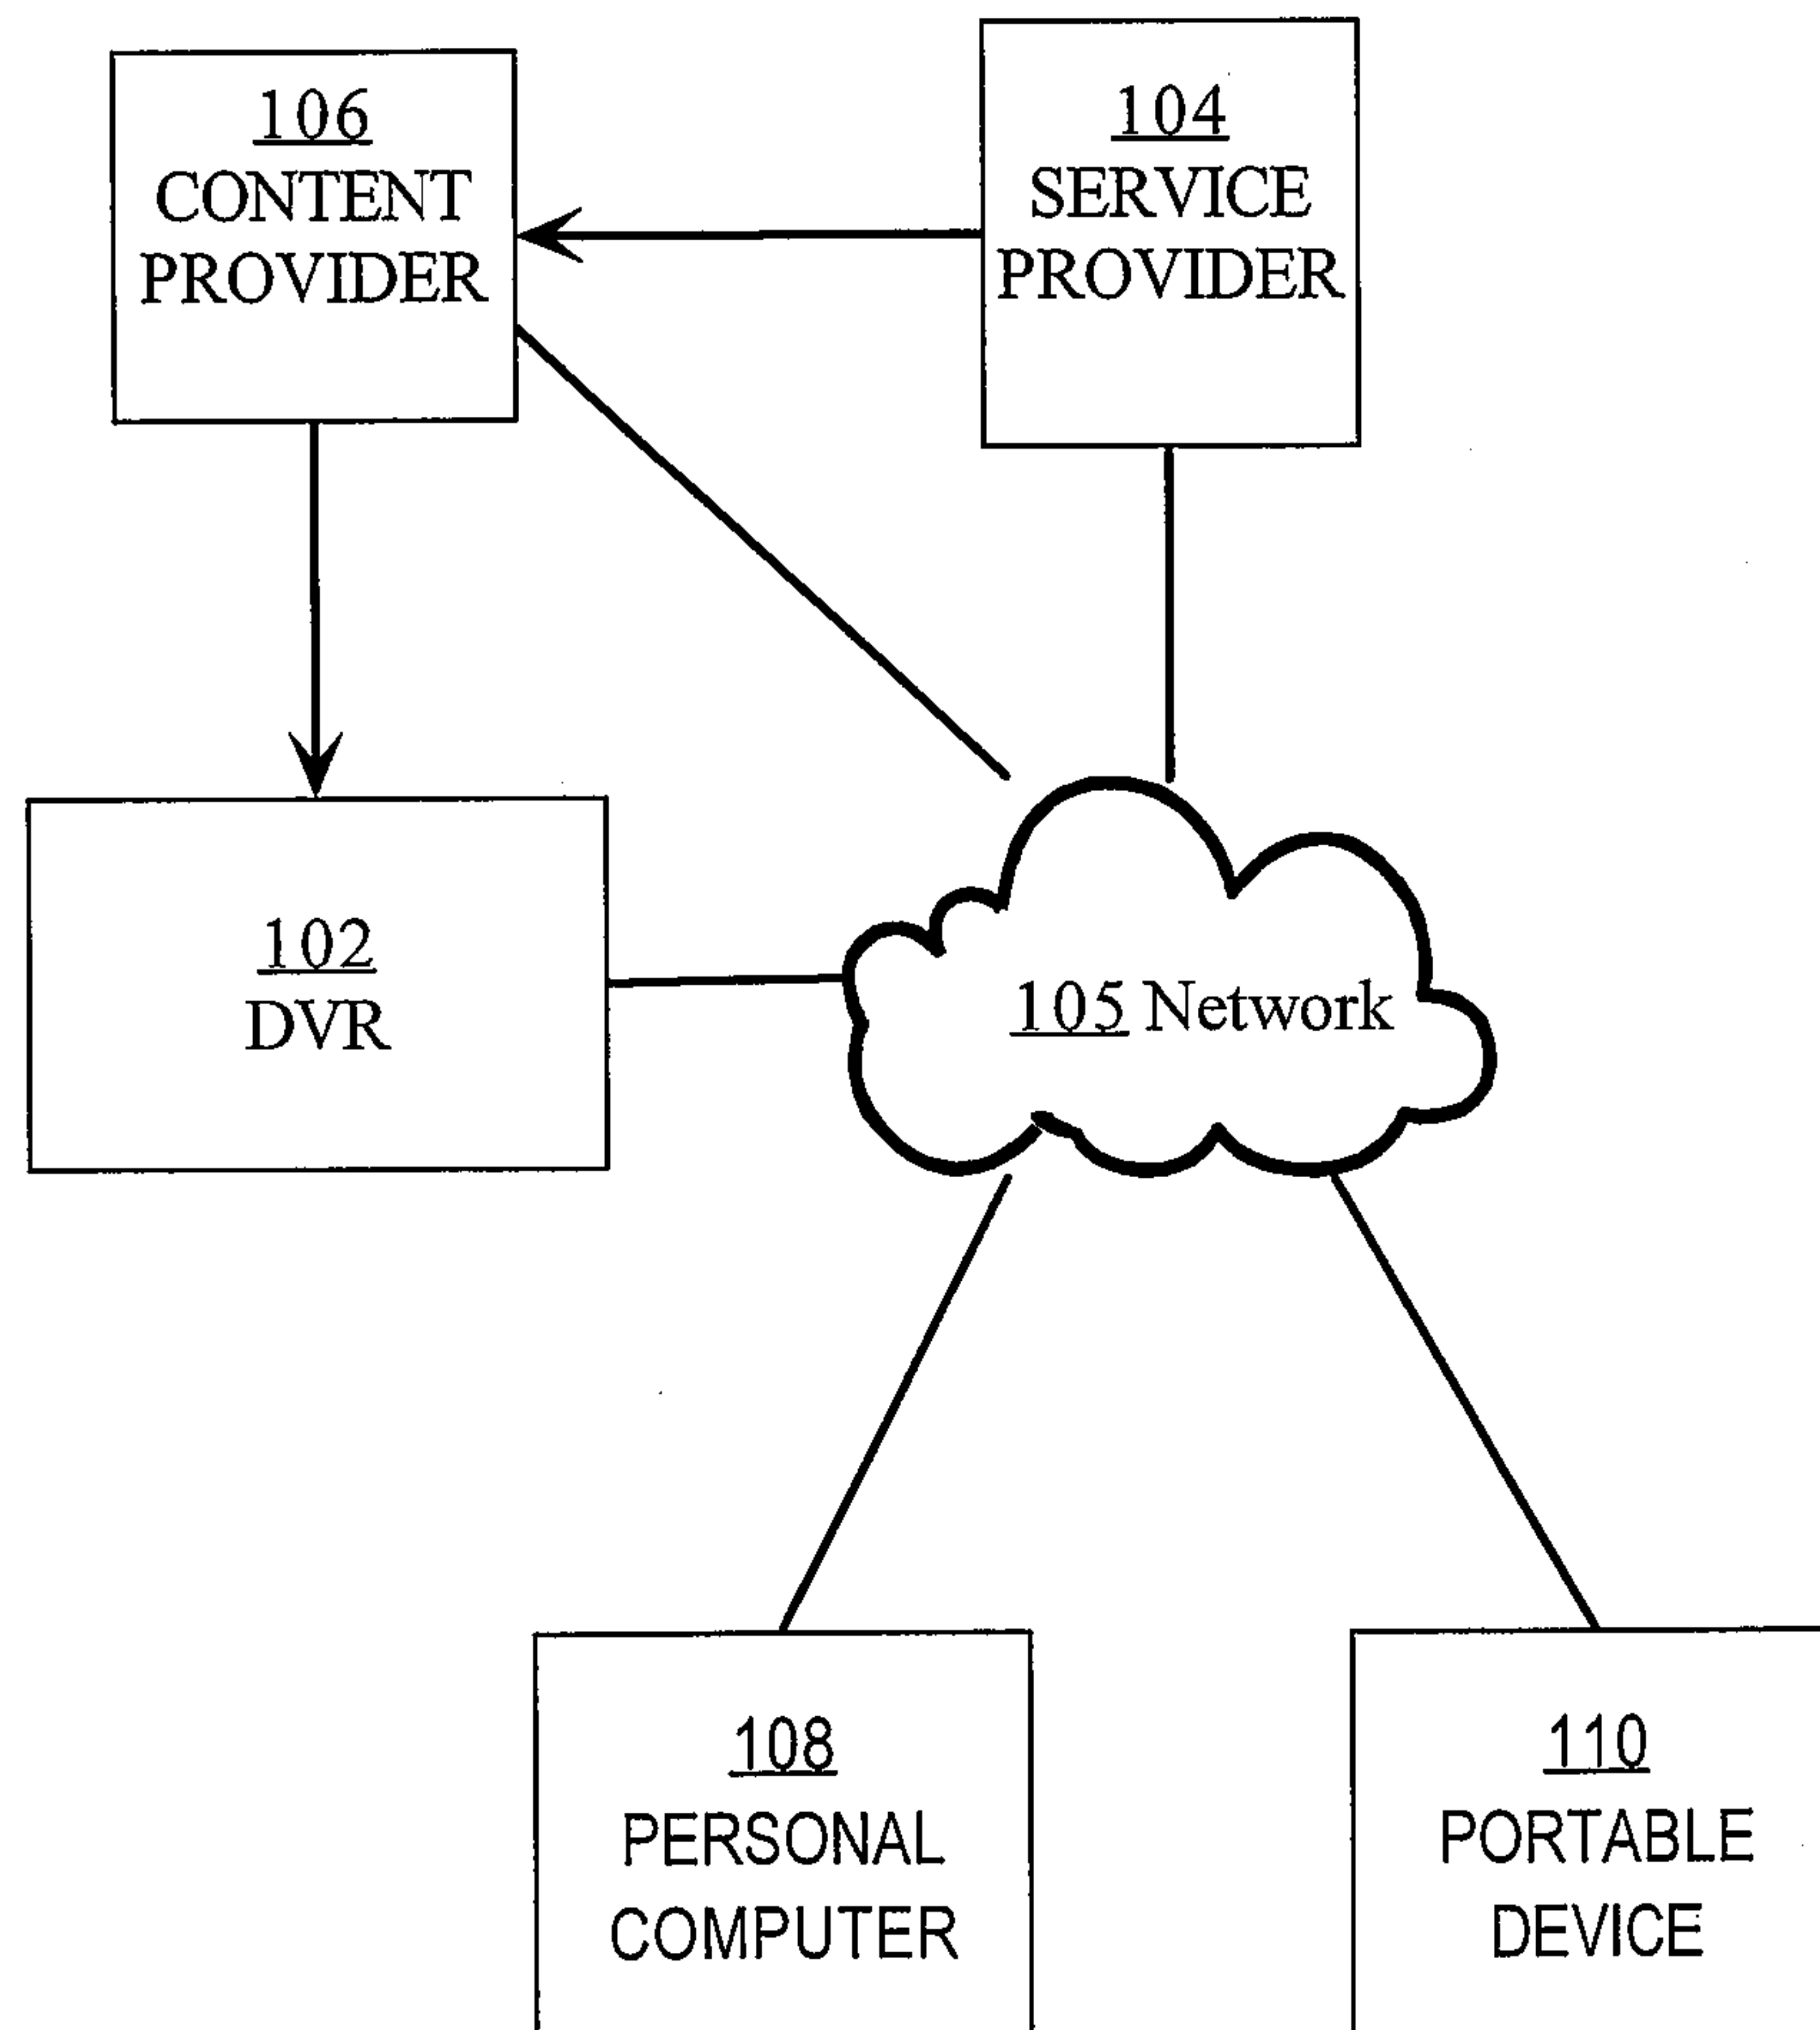 106
CONTENT
PROVIDER
104
SERVICE
PROVIDER
102
DVR
105 Network
108
PERSONAL
COMPUTER
110
PORTABLE
DEVICE